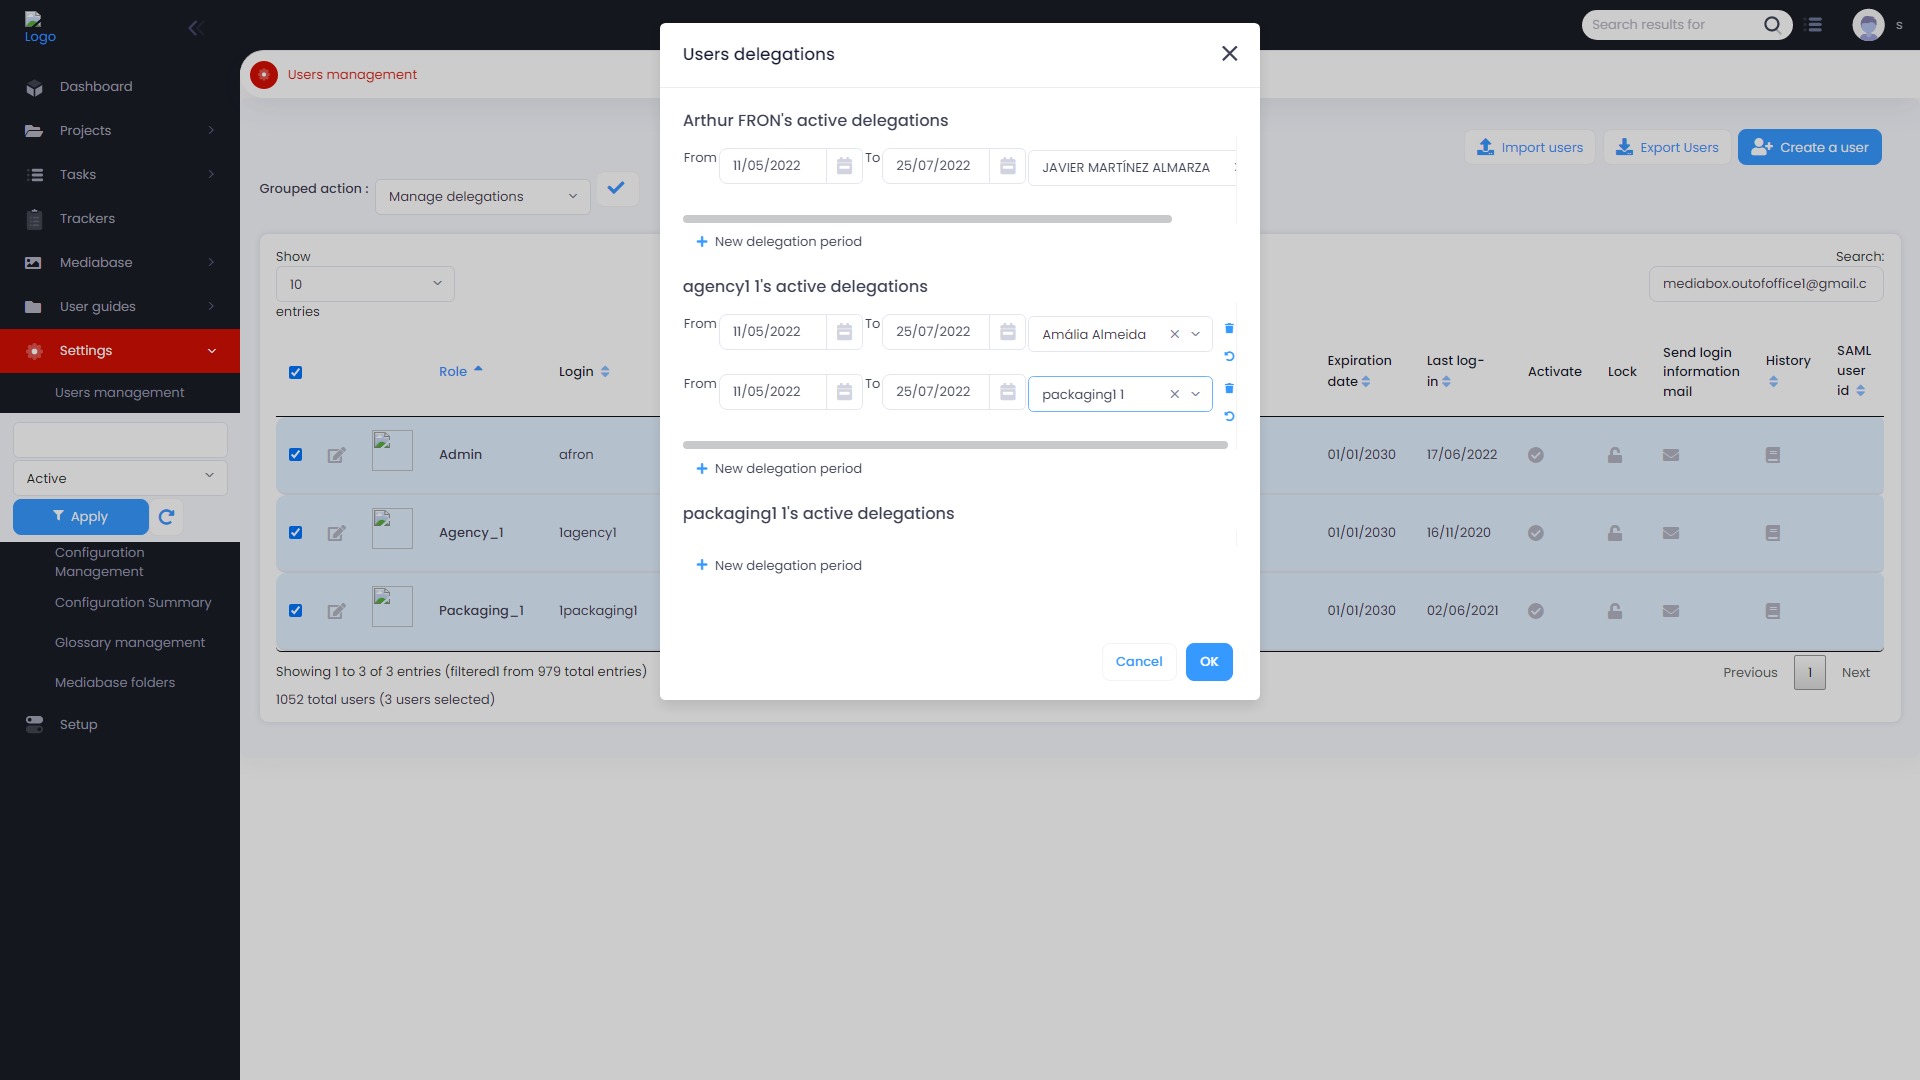 Logo
Dashboard
Projects
Tasks
Trackers
Mediabase
User guides
Settings
Users management
Active
Apply
Configuration
Management
Configuration Summary
Glossary management
Mediabase folders
Setup
Search results for
s
Users management
Import users
Export Users
Create a user
Grouped action :
Manage delegations
Show
10
entries
Search:
mediabox.outofoffice1@gmail.c
Role
Login
Expiration
date
Last log-
in
Activate
Lock
Send login
information
mail
History
SAML
user
id
Admin afron 01/01/2030 17/06/2022
Agency_1 1agency1 01/01/2030 16/11/2020
Packaging_1 1packaging1 01/01/2030 02/06/2021
Showing 1 to 3 of 3 entries (filtered1 from 979 total entries)
1052 total users (3 users selected)
Previous 1 Next
Users delegations
Arthur FRON's active delegations
From 11/05/2022 To 25/07/2022 JAVIER MARTÍNEZ ALMARZA
New delegation period
agency1 1's active delegations
From 11/05/2022 To 25/07/2022 Amália Almeida
From 11/05/2022 To 25/07/2022 packaging1 1
New delegation period
packaging1 1's active delegations
New delegation period
Cancel OK